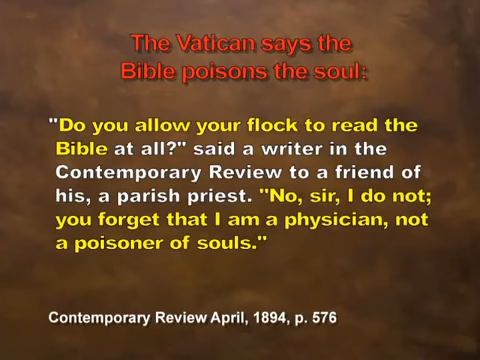 The Vatican says the
Bible poisons the soul:
"Do you allow your flock to read the
Bible at all?" said a writer in the
Contemporary Review to a friend of
his, a parish priest. "No, sir, I do not;
you forget that I am a physician, not
a poisoner of souls."
Contemporary Review April, 1894, p. 576